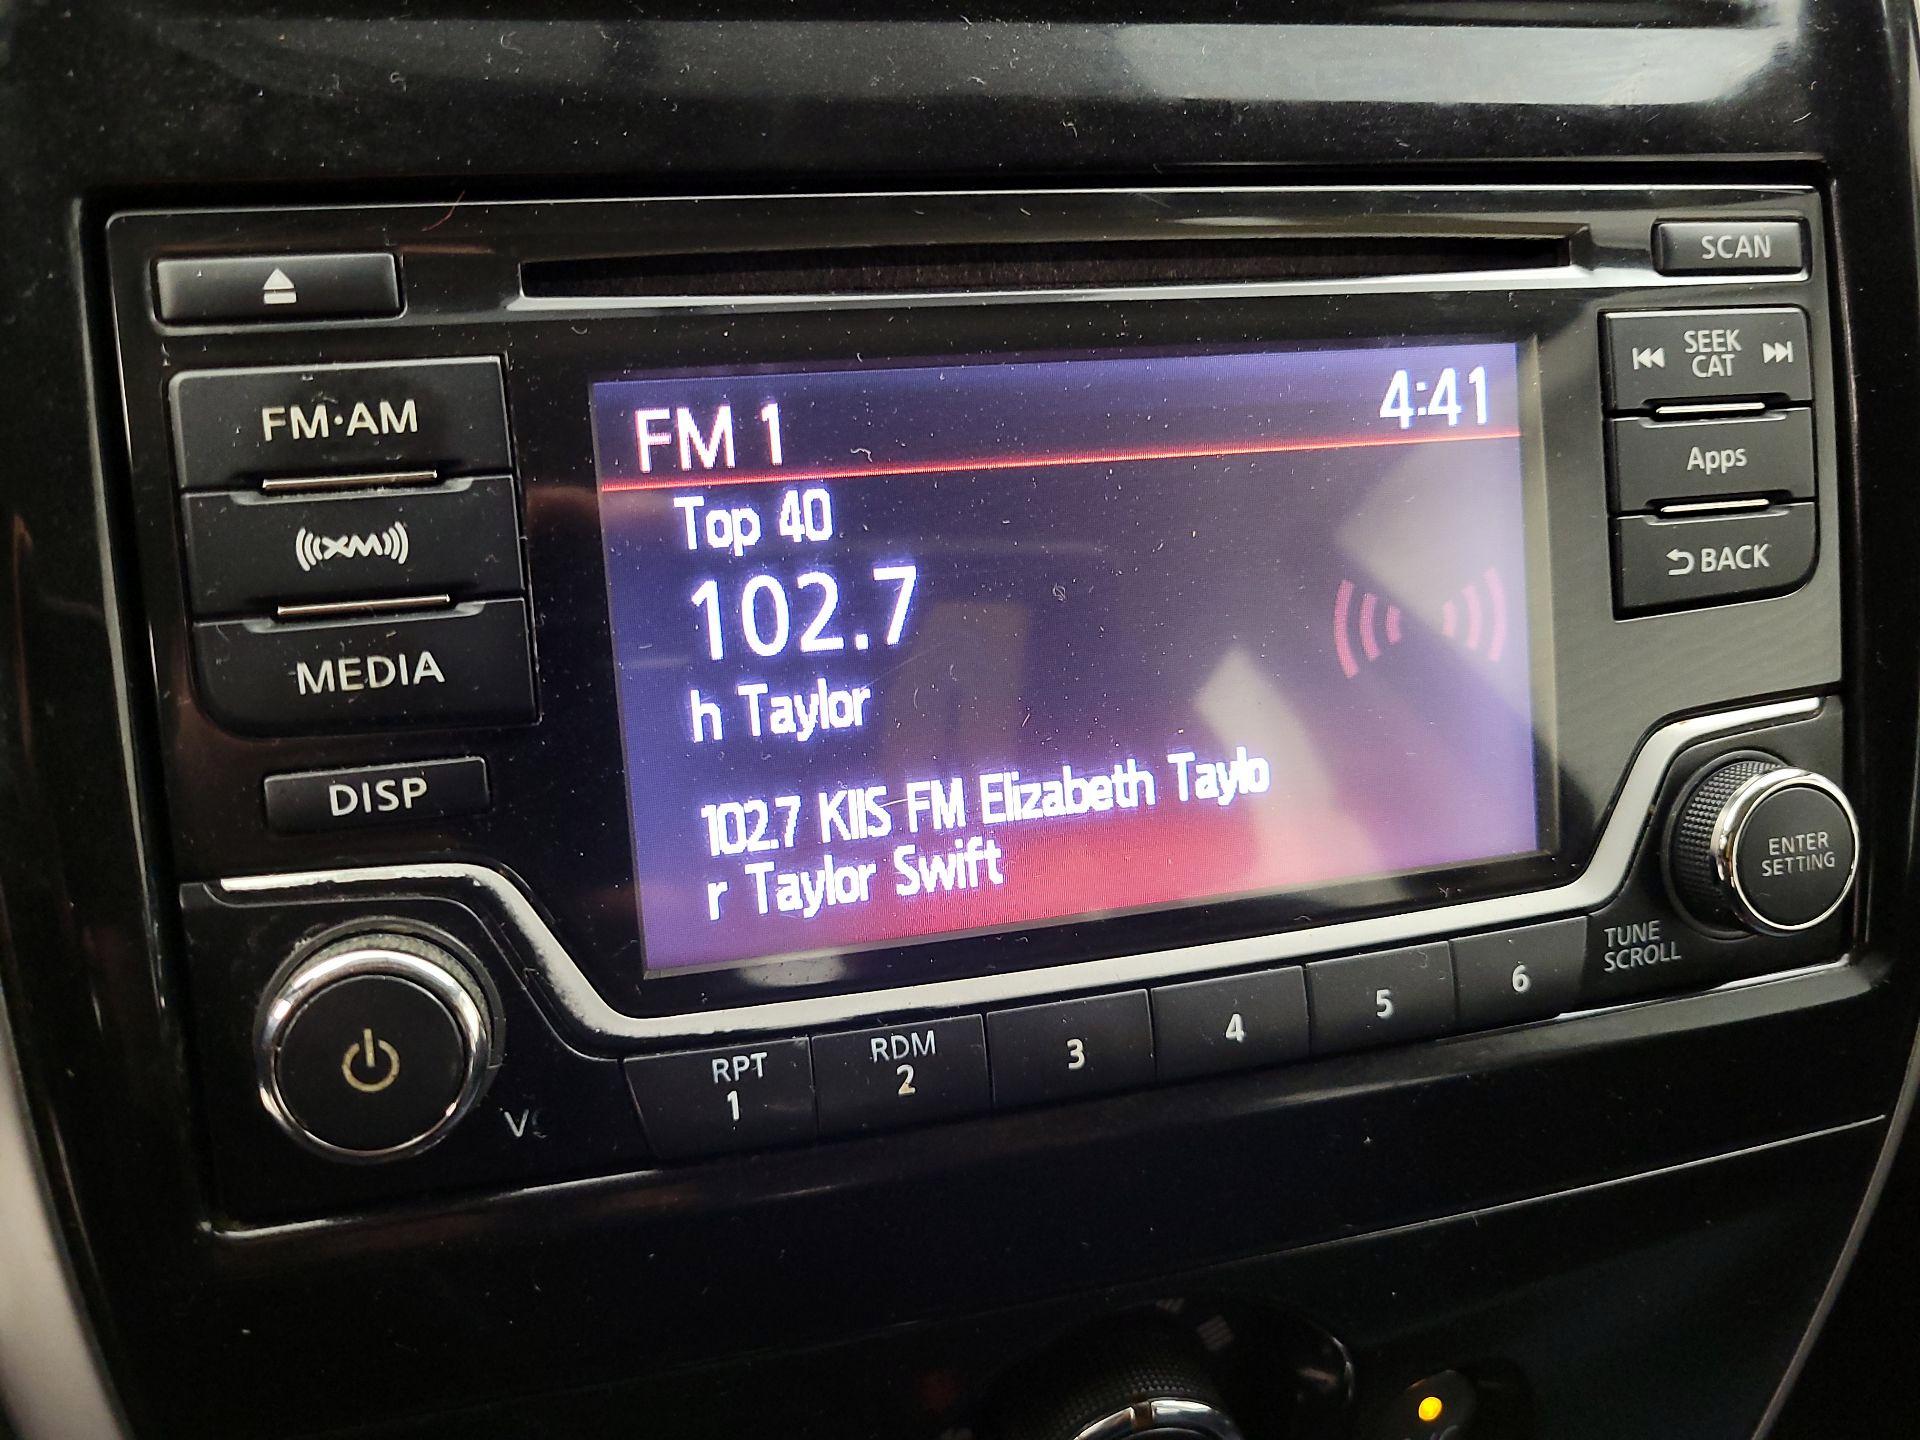 SCAN
SEEK
CAT
FM·AM
FM 1
4:41
Apps
Top 40
XM
102.7
BACK
MEDIA
h Taylor
DISP
102.7 KIIS FM Elizabeth Taylo
r Taylor Swift
ENTER
SETTING
TUNE
SCROLL
RPT
1
RDM
2
3
4
5
6